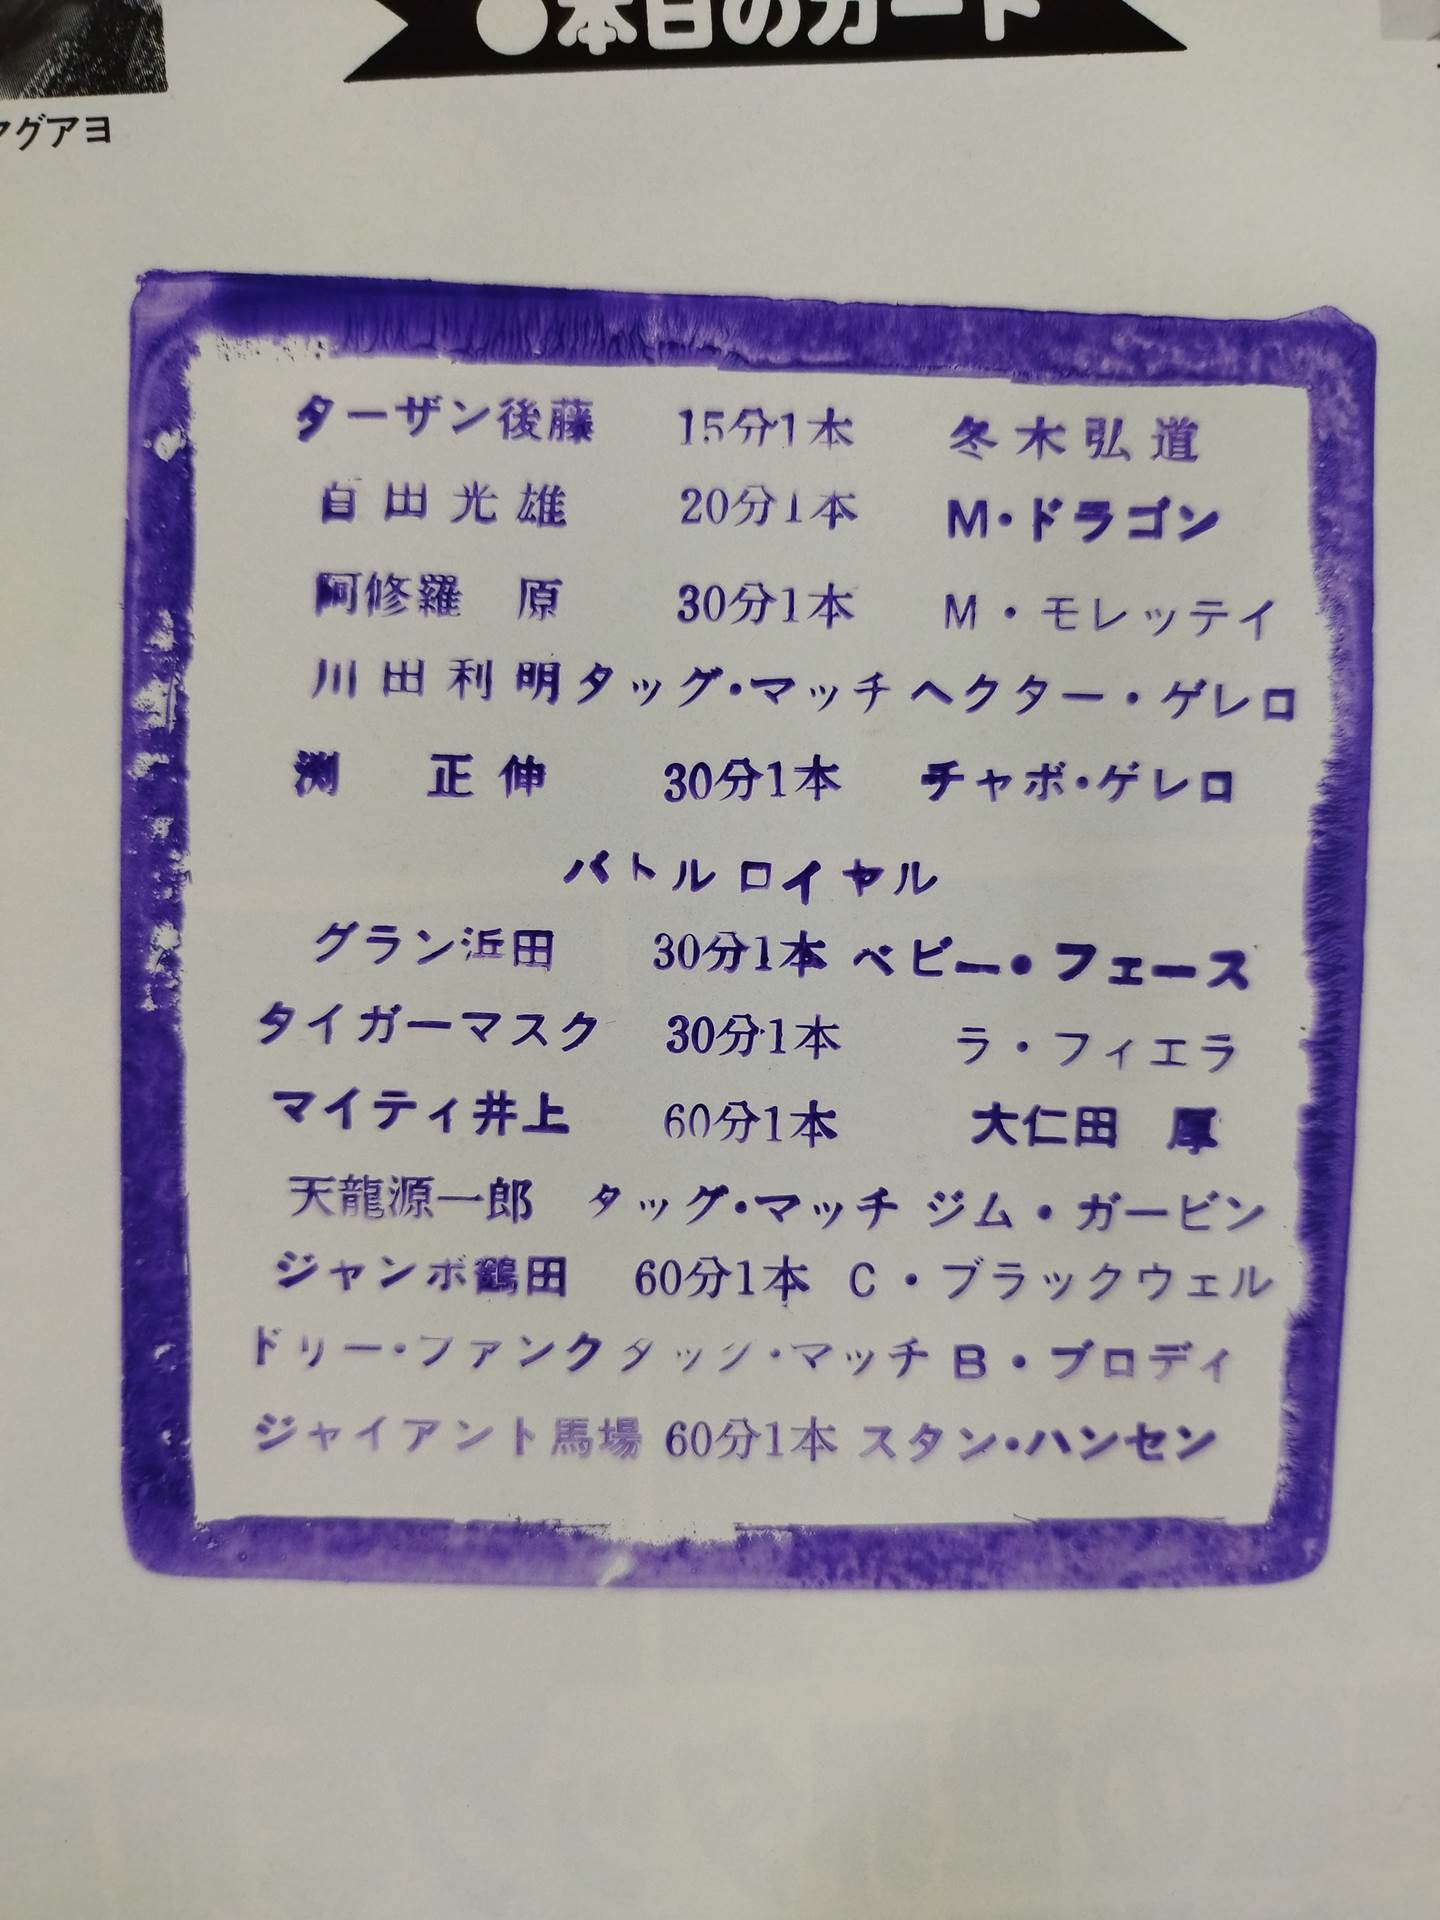 ●本日のカード
マグアヨ
ターザン後藤 15分1本 冬木弘道
百田光雄 20分1本 M・ドラゴン
阿修羅 原 30分1本 M・モレッティ
川田利明 タッグ・マッチ ヘクター・ゲレロ
渕 正伸 30分1本 チャボ・ゲレロ
バトルロイヤル
グラン浜田 30分1本 ベビー・フェース
タイガーマスク 30分1本 ラ・フィエラ
マイティ井上 60分1本 大仁田 厚
天龍源一郎 タッグ・マッチ ジム・ガービン
ジャンボ鶴田 60分1本 C・ブラックウェル
ドリー・ファンク タッグ・マッチ B・ブロディ
ジャイアント馬場 60分1本 スタン・ハンセン